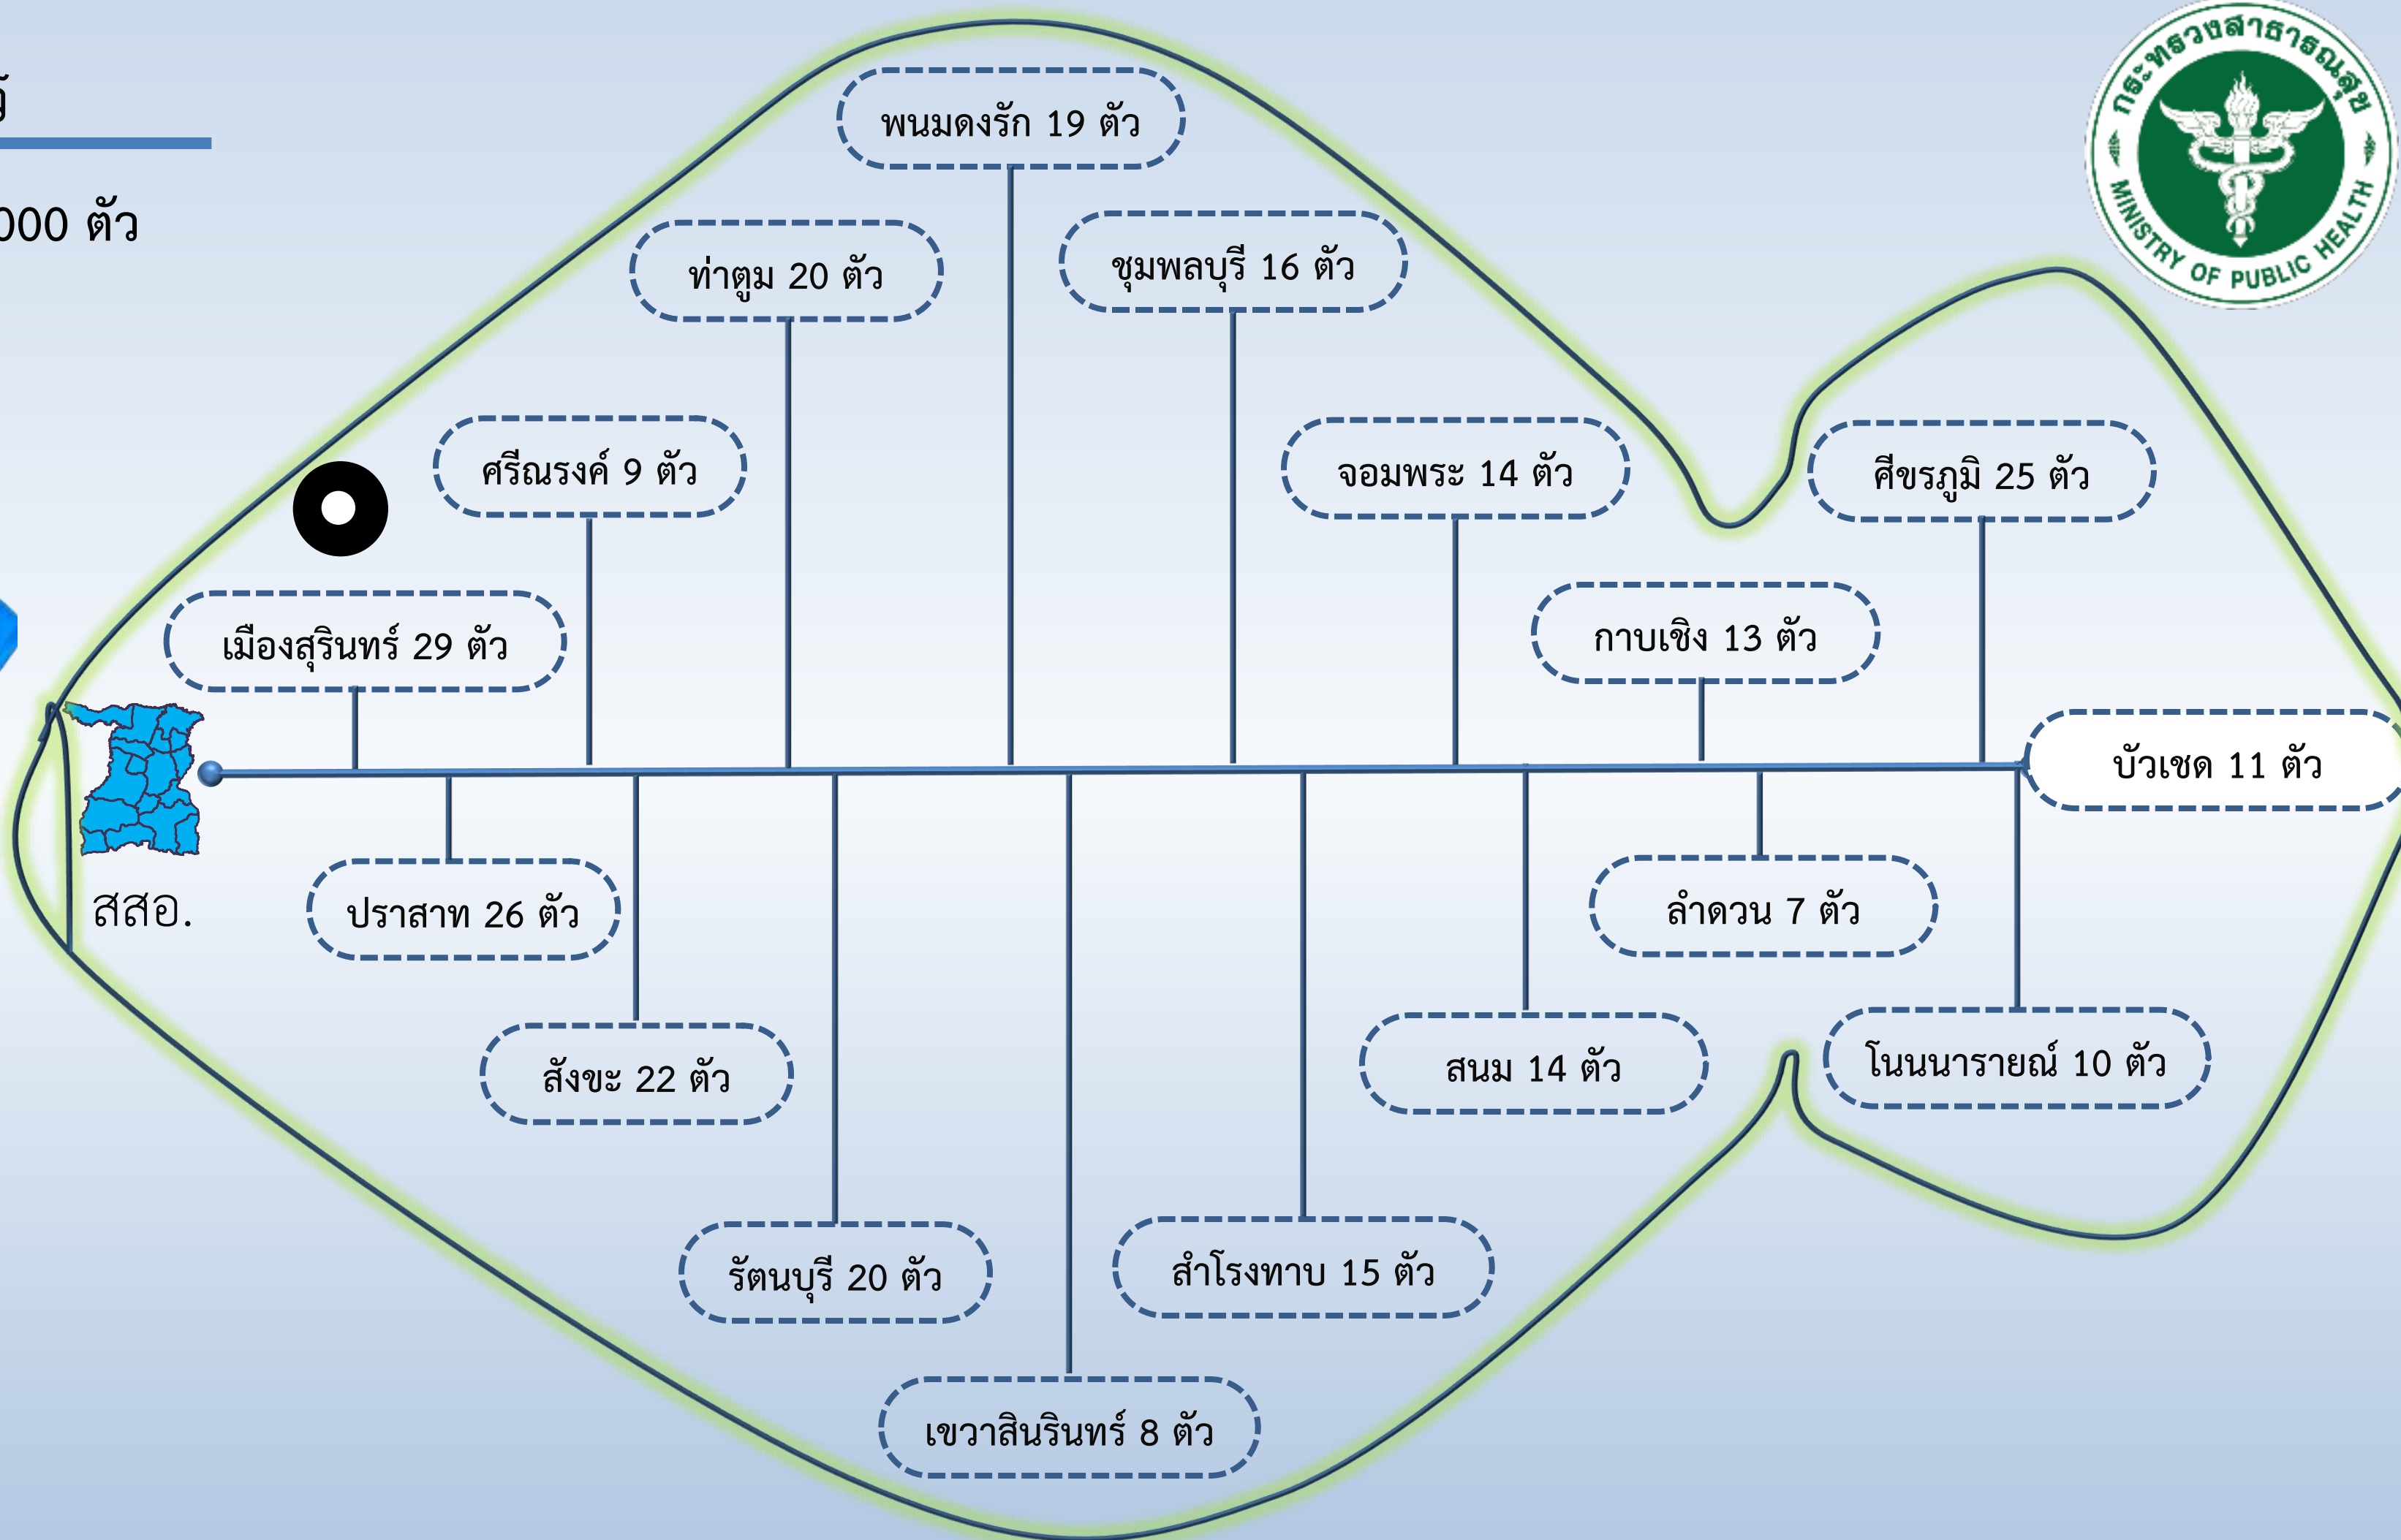 000 ตัว
กระทรวงสาธารณสุข
MINISTRY OF PUBLIC HEALTH
พนมดงรัก 19 ตัว
ท่าตูม 20 ตัว
ชุมพลบุรี 16 ตัว
ศรีณรงค์ 9 ตัว
จอมพระ 14 ตัว
ศีขรภูมิ 25 ตัว
เมืองสุรินทร์ 29 ตัว
กาบเชิง 13 ตัว
บัวเชด 11 ตัว
สสอ.
ปราสาท 26 ตัว
ลำดวน 7 ตัว
สังขะ 22 ตัว
สนม 14 ตัว
โนนนารายณ์ 10 ตัว
รัตนบุรี 20 ตัว
สำโรงทาบ 15 ตัว
เขวาสินรินทร์ 8 ตัว